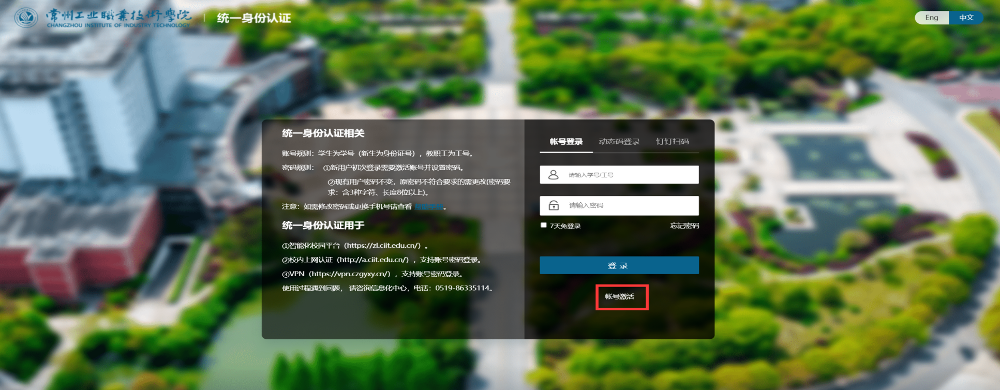 常州工业職業技術學院
CHANGZHOU INSTITUTE OF INDUSTRY TECHNOLOGY
统一身份认证
Eng 中文
统一身份认证相关
账号规则：学生为学号（新生为身份证号），教职工为工号。
密码规则： ①新用户初次登录需要激活账号并设置密码。
②现有用户密码不变，原密码不符合要求的需更改(密码要
求：含3种字符、长度8位以上)。
注意：如需修改密码或更换手机号请查看 。
统一身份认证用于
①智能化校园平台（https://zl.ciit.edu.cn/）。
②校内上网认证（http://a.ciit.edu.cn/），支持账号密码登录。
③VPN（https://vpn.czgyxy.cn/），支持账号密码登录。
使用过程遇到问题， 请咨询信息化中心，电话：0519-86335114。
帐号登录 动态码登录 钉钉扫码
请输入学号/工号
请输入密码
7天免登录 忘记密码
登 录
帐号激活